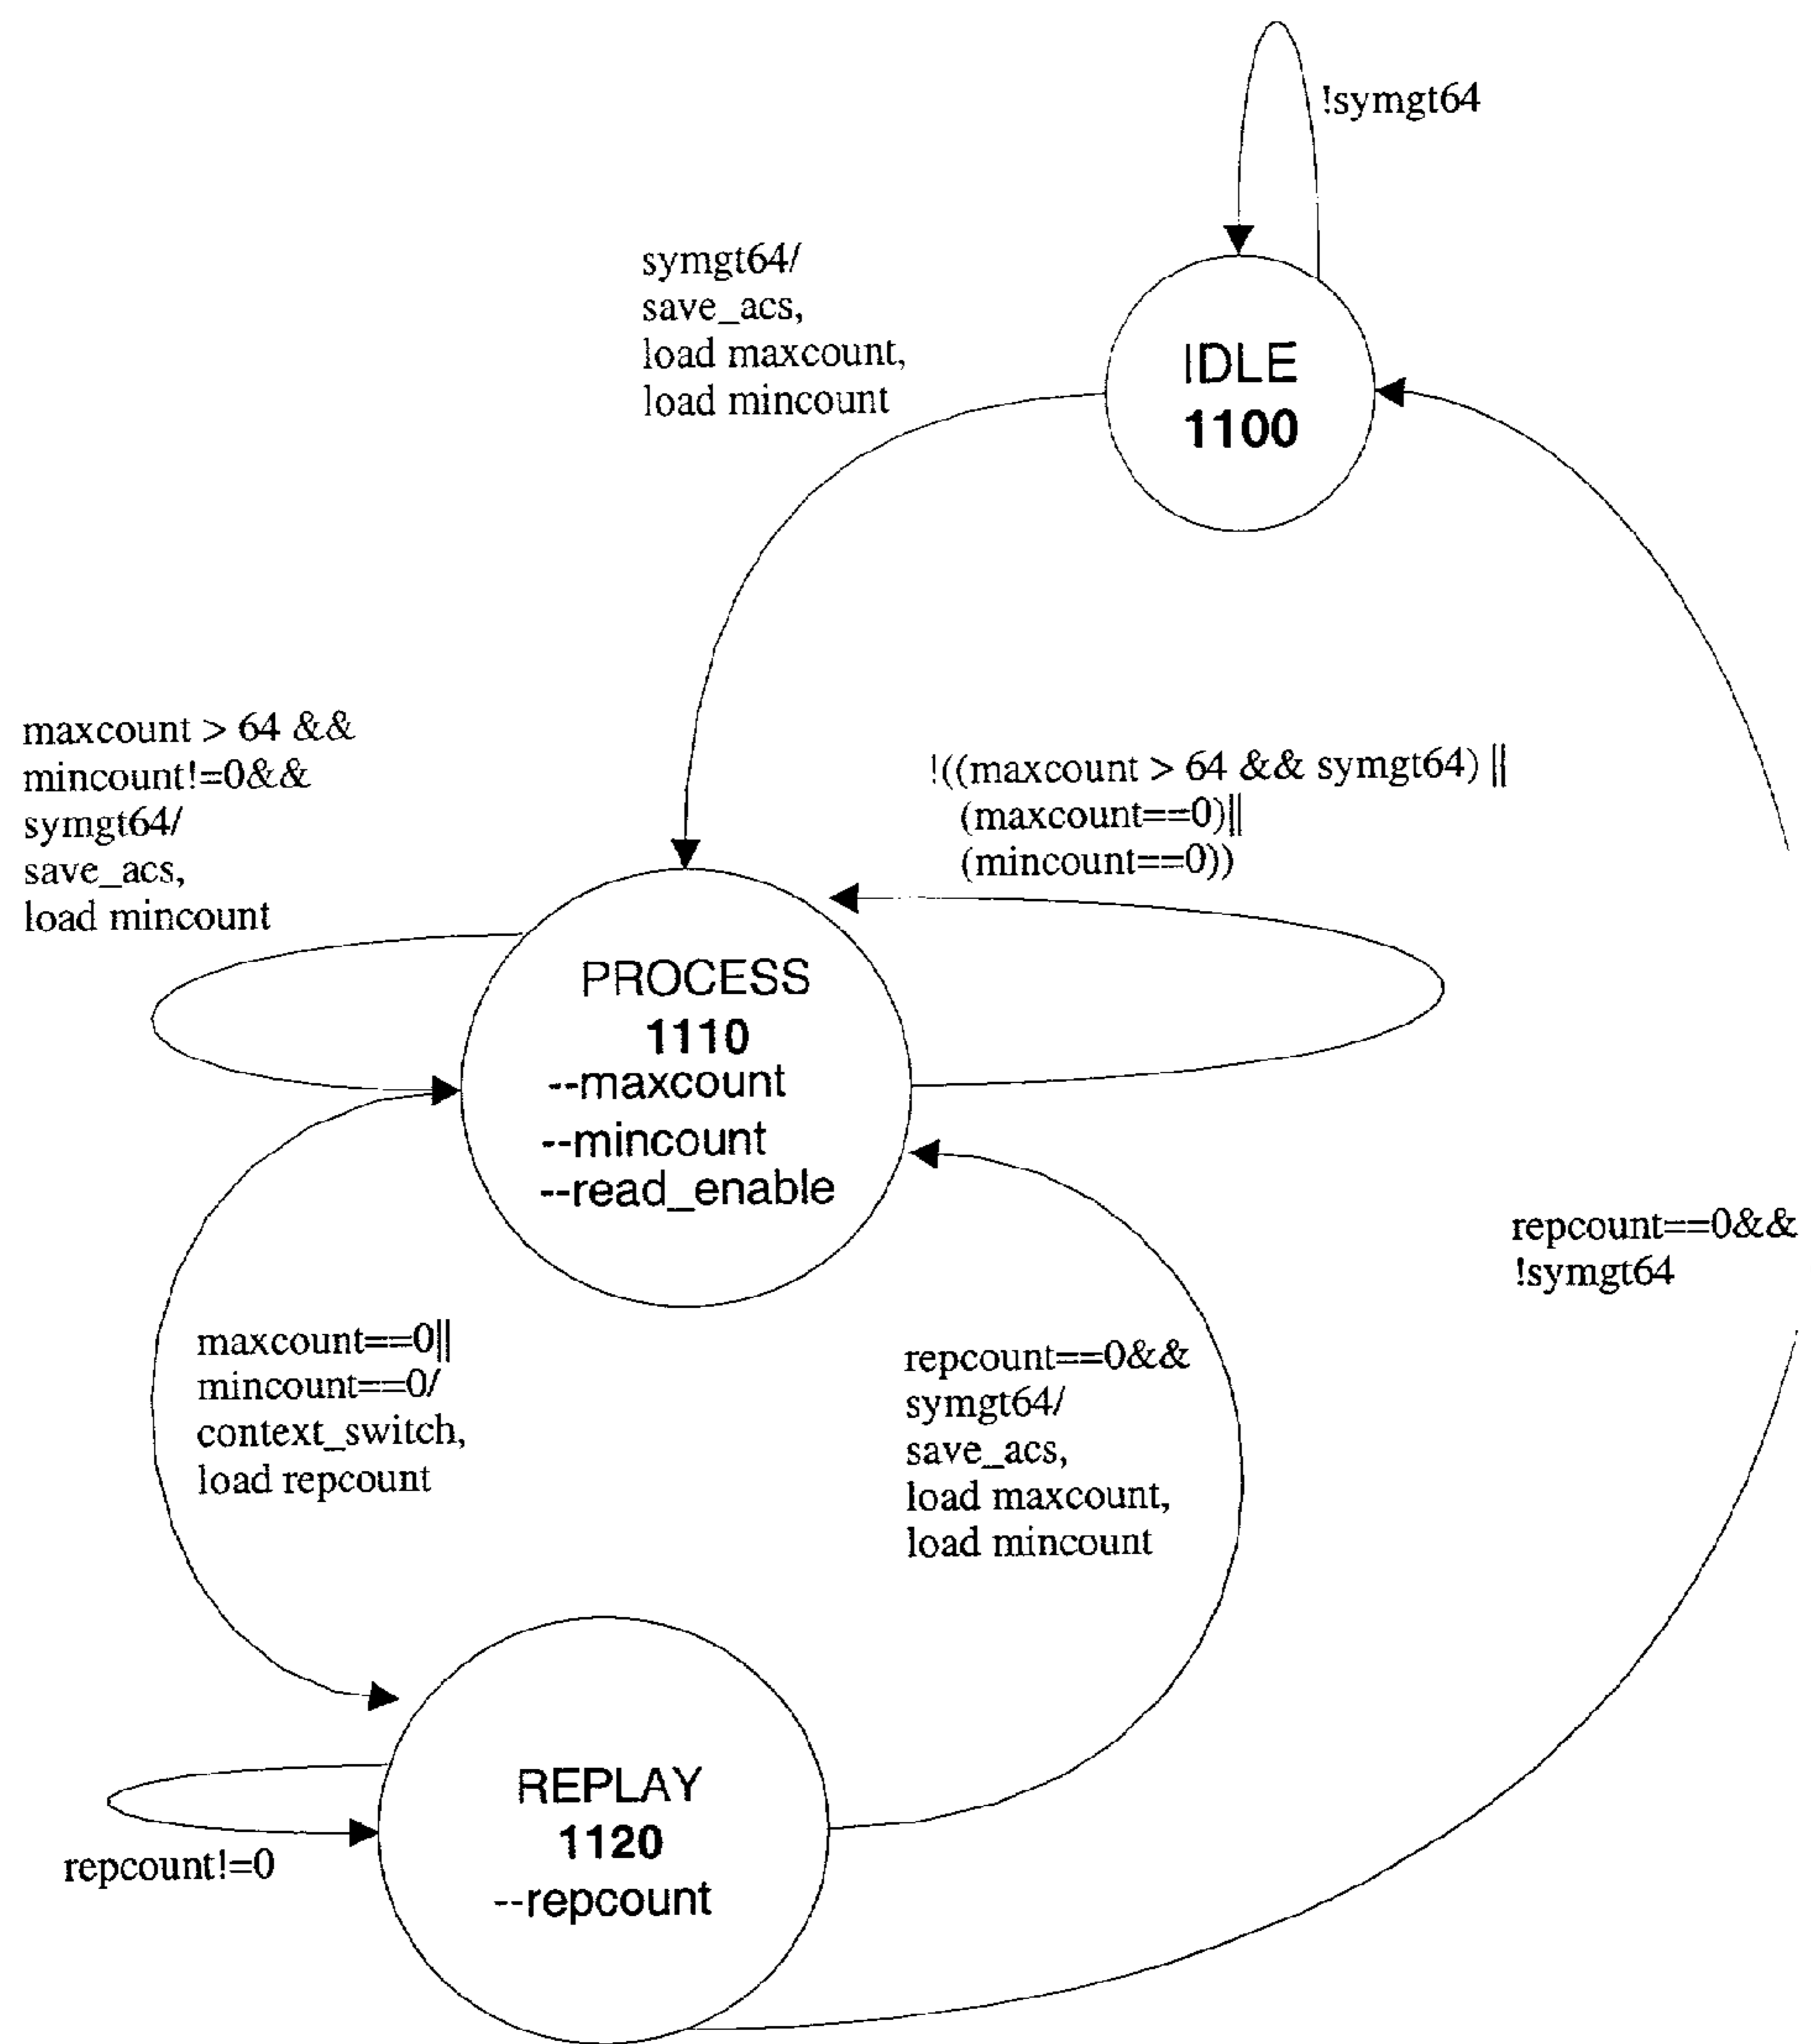 !symgt64
symgt64/
save_acs,
load maxcount,
load mincount
IDLE
1100
maxcount > 64 &&
mincount!=0&&
symgt64/
save_acs,
load mincount
!((maxcount > 64 && symgt64) ||
(maxcount==0)||
(mincount==0))
PROCESS
1110
--maxcount
--mincount
--read_enable
repcount==0&&
!symgt64
maxcount==0||
mincount==0/
context_switch,
load repcount
repcount==0&&
symgt64/
save_acs,
load maxcount,
load mincount
REPLAY
1120
--repcount
repcount!=0